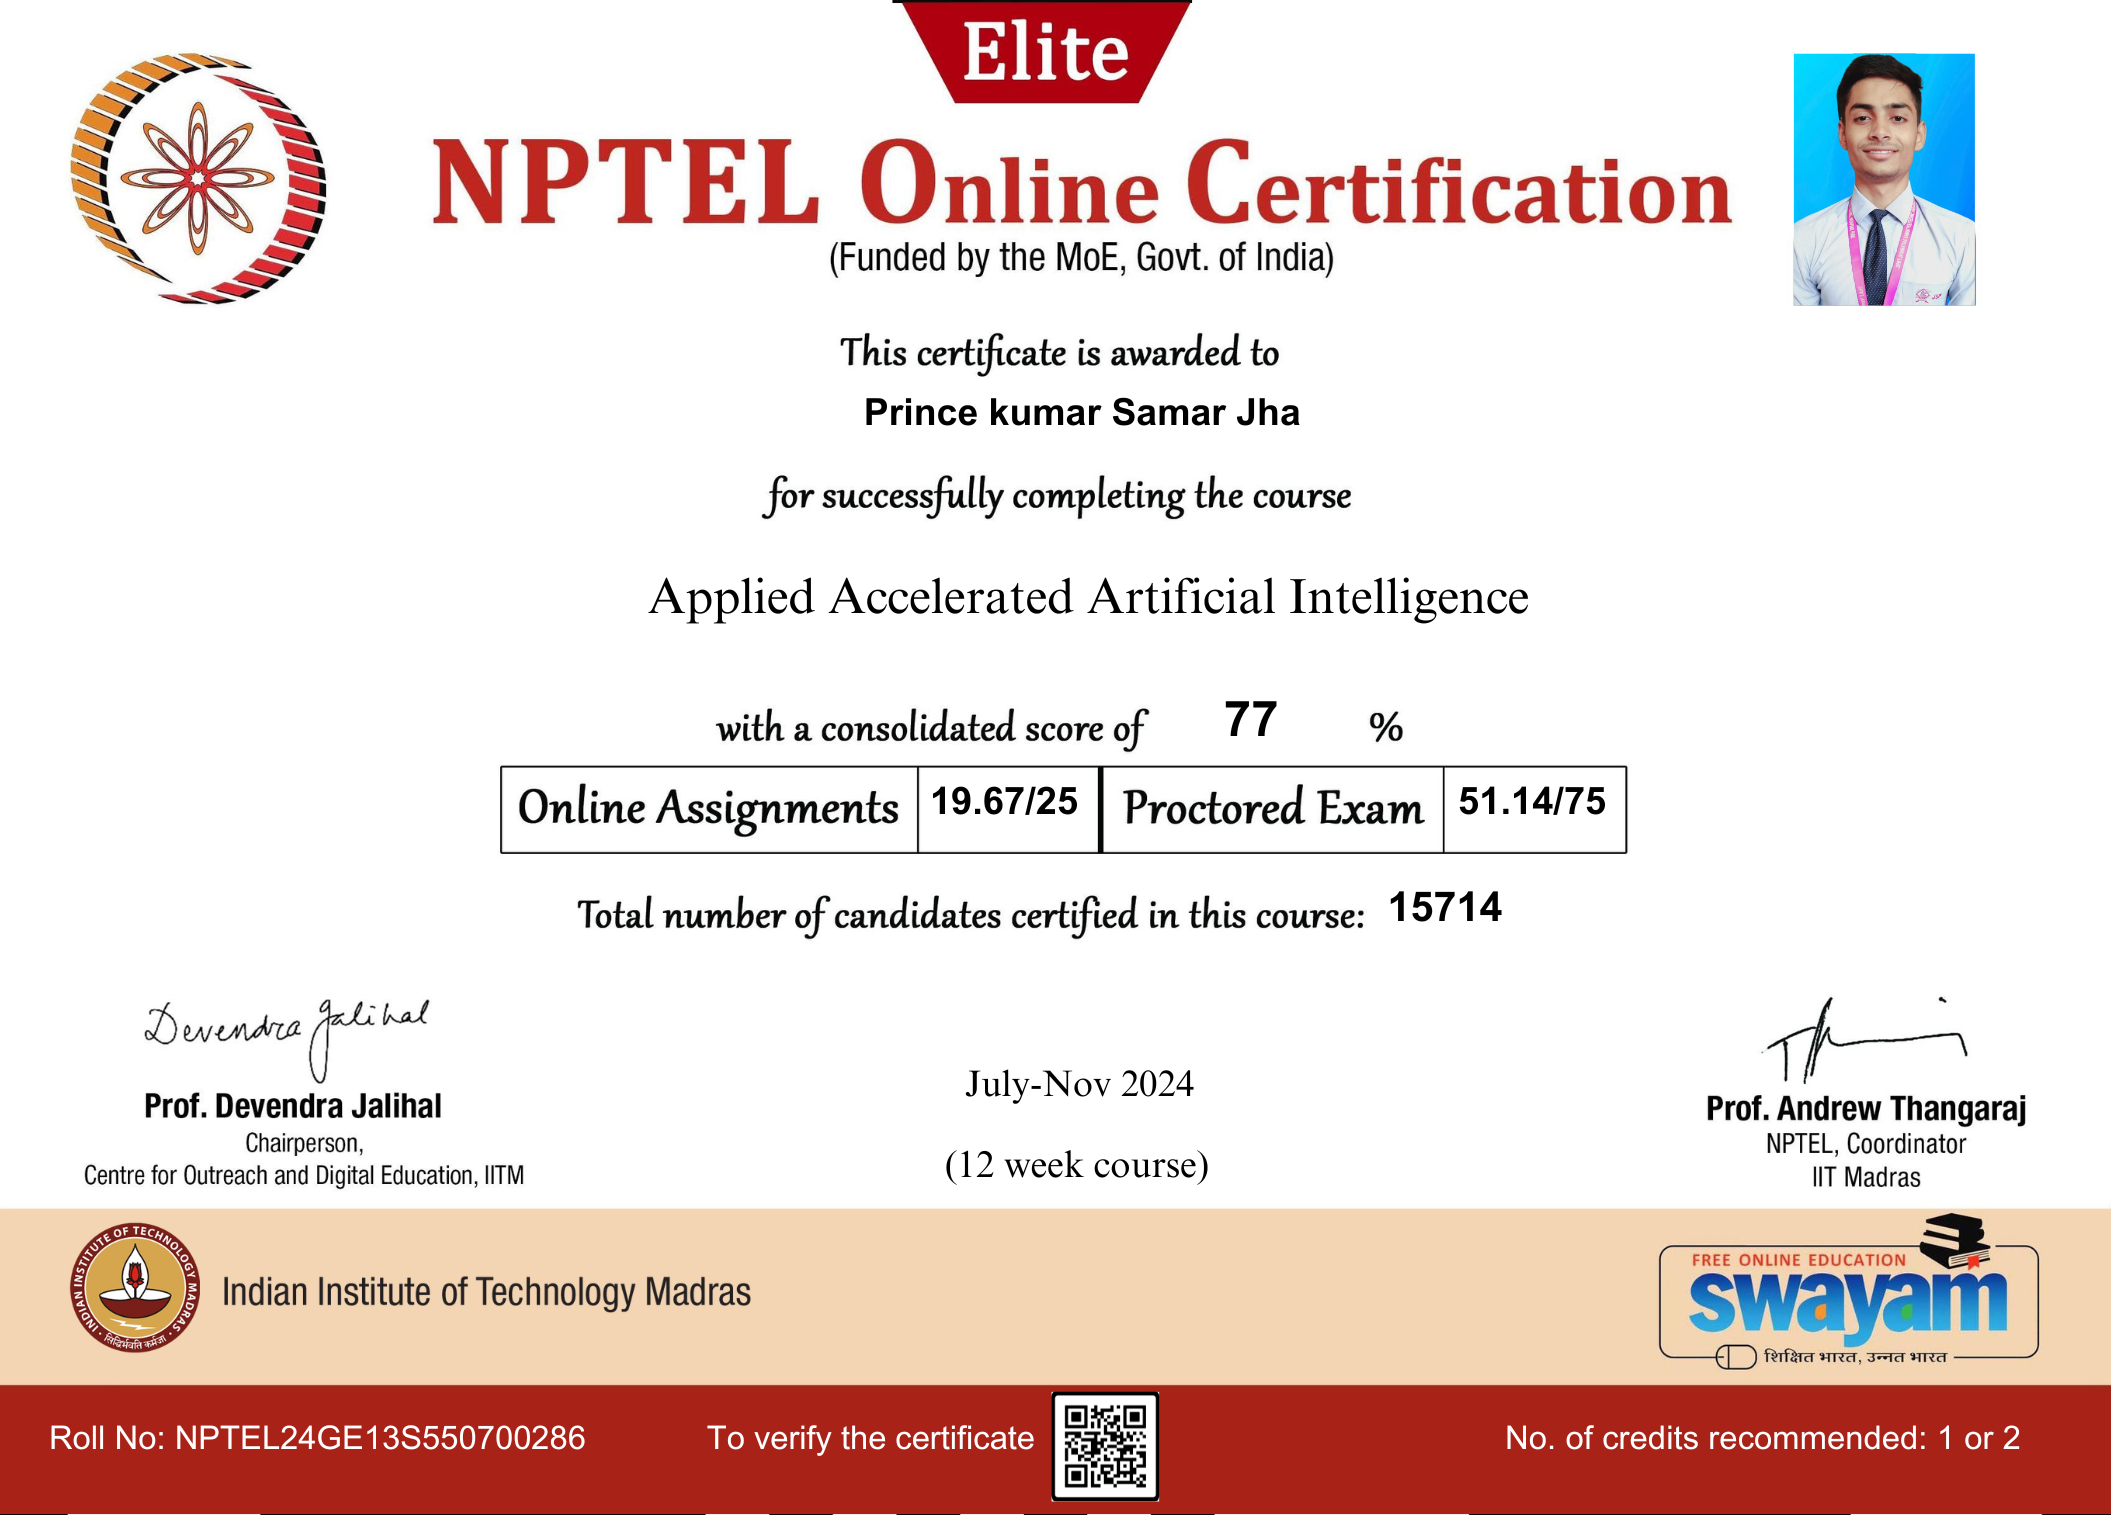 Elite
NPTEL Online Certification
(Funded by the MoE, Govt. of India)
This certificate is awarded to
Prince kumar Samar Jha
for successfully completing the course
Applied Accelerated Artificial Intelligence
with a consolidated score of 77 %
Online Assignments 19.67/25 Proctored Exam 51.14/75
Total number of candidates certified in this course: 15714
Devendra Jalihal
Prof. Devendra Jalihal
Chairperson,
Centre for Outreach and Digital Education, IITM
July-Nov 2024
(12 week course)
Prof. Andrew Thangaraj
NPTEL, Coordinator
IIT Madras
INDIAN INSTITUTE OF TECHNOLOGY MADRAS
सिद्धिर्भवति कर्मजा
Indian Institute of Technology Madras
FREE ONLINE EDUCATION
swayam
शिक्षित भारत, उन्नत भारत
Roll No: NPTEL24GE13S550700286
To verify the certificate
No. of credits recommended: 1 or 2